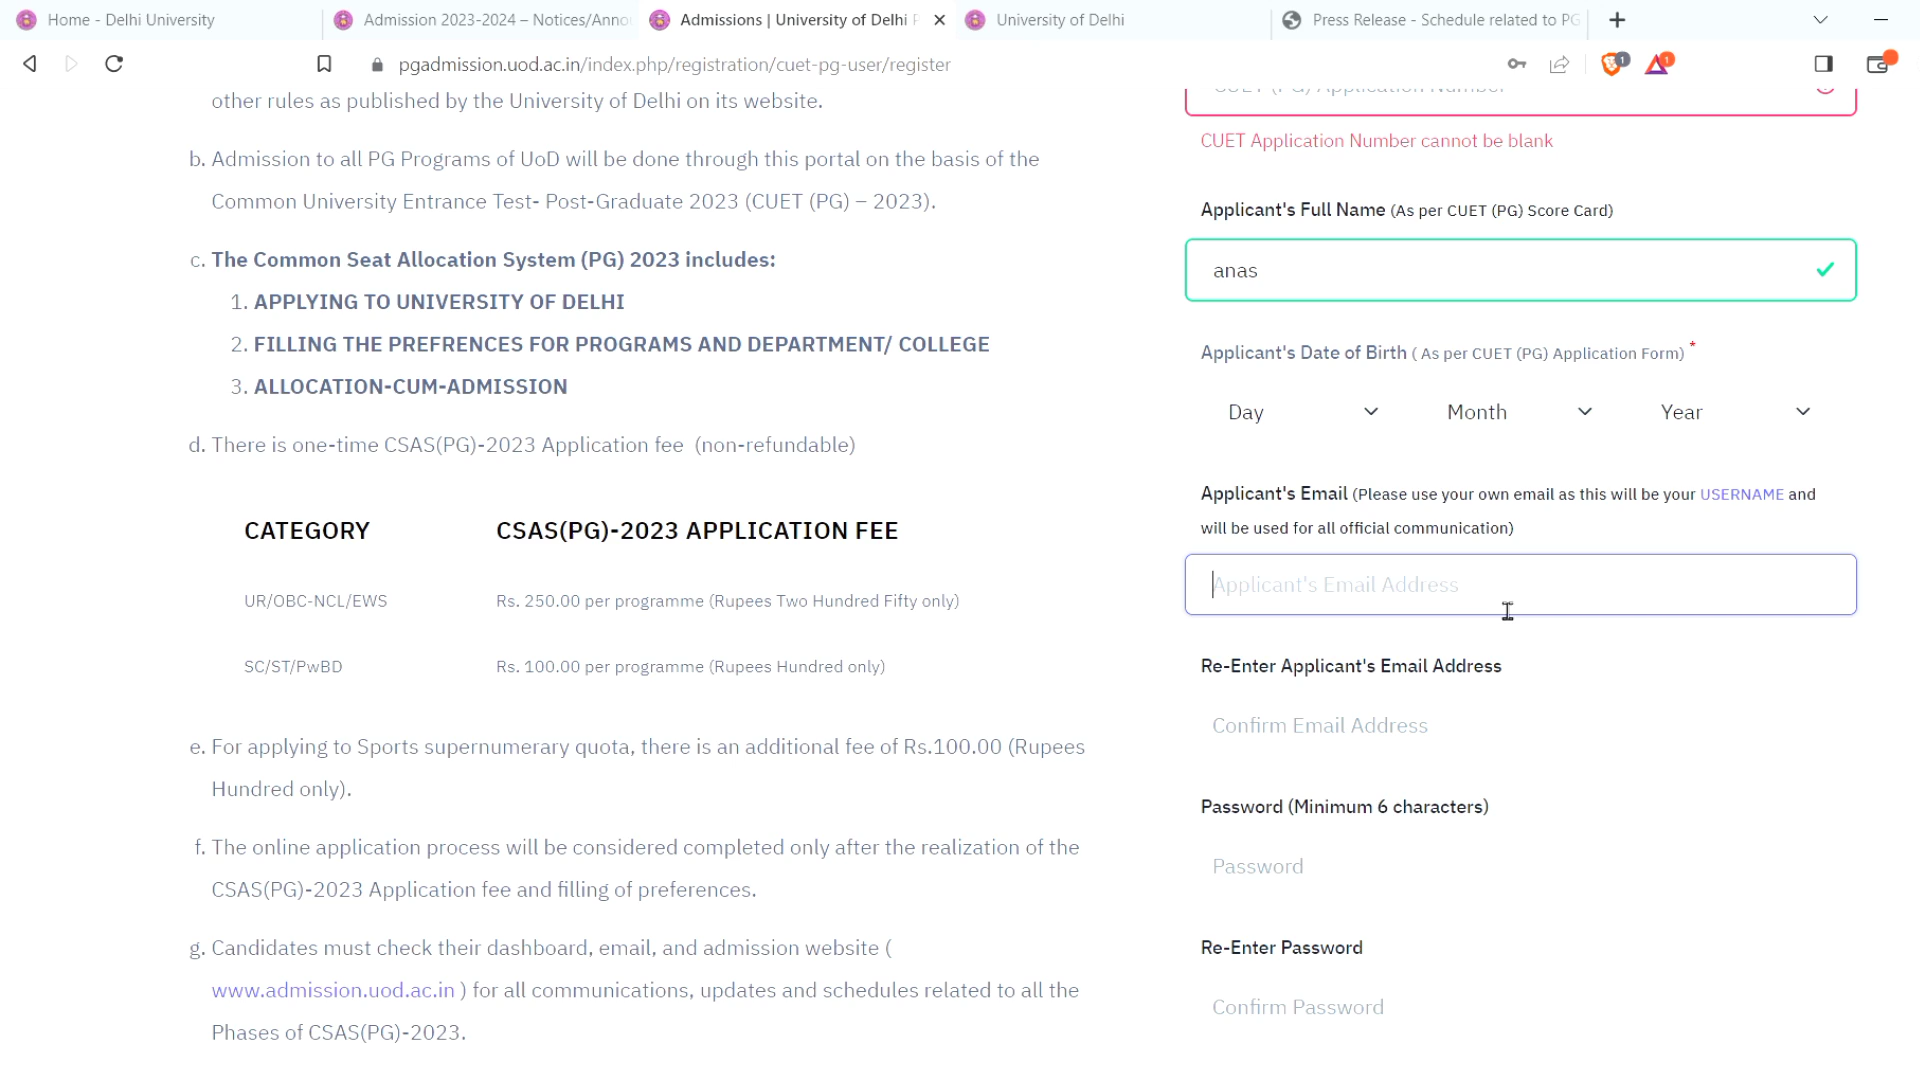 Home - Delhi University
Admission 2023-2024 – Notices/Anno
Admissions | University of Delhi P
University of Delhi
Press Release - Schedule related to PG
pgadmission.uod.ac.in/index.php/registration/cuet-pg-user/register
other rules as published by the University of Delhi on its website.
b. Admission to all PG Programs of UoD will be done through this portal on the basis of the
Common University Entrance Test- Post-Graduate 2023 (CUET (PG) – 2023).
c. The Common Seat Allocation System (PG) 2023 includes:
1. APPLYING TO UNIVERSITY OF DELHI
2. FILLING THE PREFRENCES FOR PROGRAMS AND DEPARTMENT/ COLLEGE
3. ALLOCATION-CUM-ADMISSION
d. There is one-time CSAS(PG)-2023 Application fee (non-refundable)
CATEGORY CSAS(PG)-2023 APPLICATION FEE
UR/OBC-NCL/EWS Rs. 250.00 per programme (Rupees Two Hundred Fifty only)
SC/ST/PwBD Rs. 100.00 per programme (Rupees Hundred only)
e. For applying to Sports supernumerary quota, there is an additional fee of Rs.100.00 (Rupees
Hundred only).
f. The online application process will be considered completed only after the realization of the
CSAS(PG)-2023 Application fee and filling of preferences.
g. Candidates must check their dashboard, email, and admission website (
www.admission.uod.ac.in ) for all communications, updates and schedules related to all the
Phases of CSAS(PG)-2023.
CUET (PG) Application Number
CUET Application Number cannot be blank
Applicant's Full Name (As per CUET (PG) Score Card)
anas
Applicant's Date of Birth ( As per CUET (PG) Application Form) *
Day Month Year
Applicant's Email (Please use your own email as this will be your USERNAME and
will be used for all official communication)
Applicant's Email Address
Re-Enter Applicant's Email Address
Confirm Email Address
Password (Minimum 6 characters)
Password
Re-Enter Password
Confirm Password